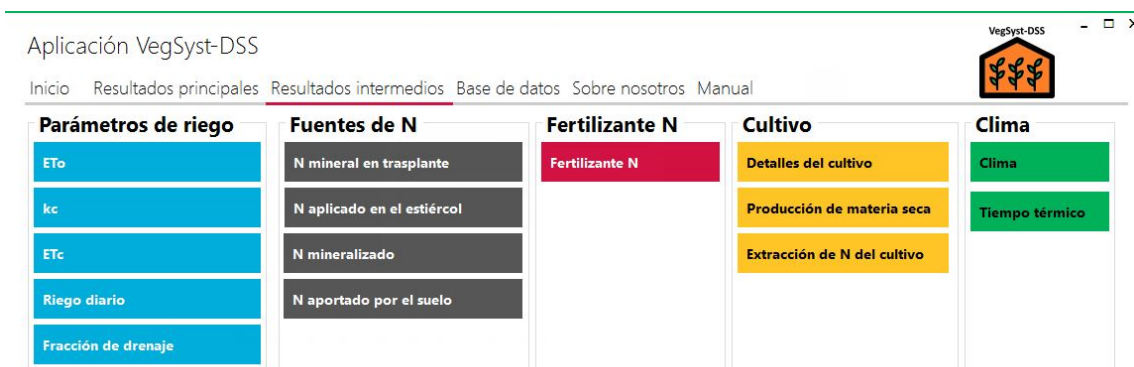 VegSyst-DSS
Aplicación VegSyst-DSS
Inicio Resultados principales Resultados intermedios Base de datos Sobre nosotros Manual
Parámetros de riego
ETo
kc
ETc
Riego diario
Fracción de drenaje
Fuentes de N
N mineral en trasplante
N aplicado en el estiércol
N mineralizado
N aportado por el suelo
Fertilizante N
Fertilizante N
Cultivo
Detalles del cultivo
Producción de materia seca
Extracción de N del cultivo
Clima
Clima
Tiempo térmico